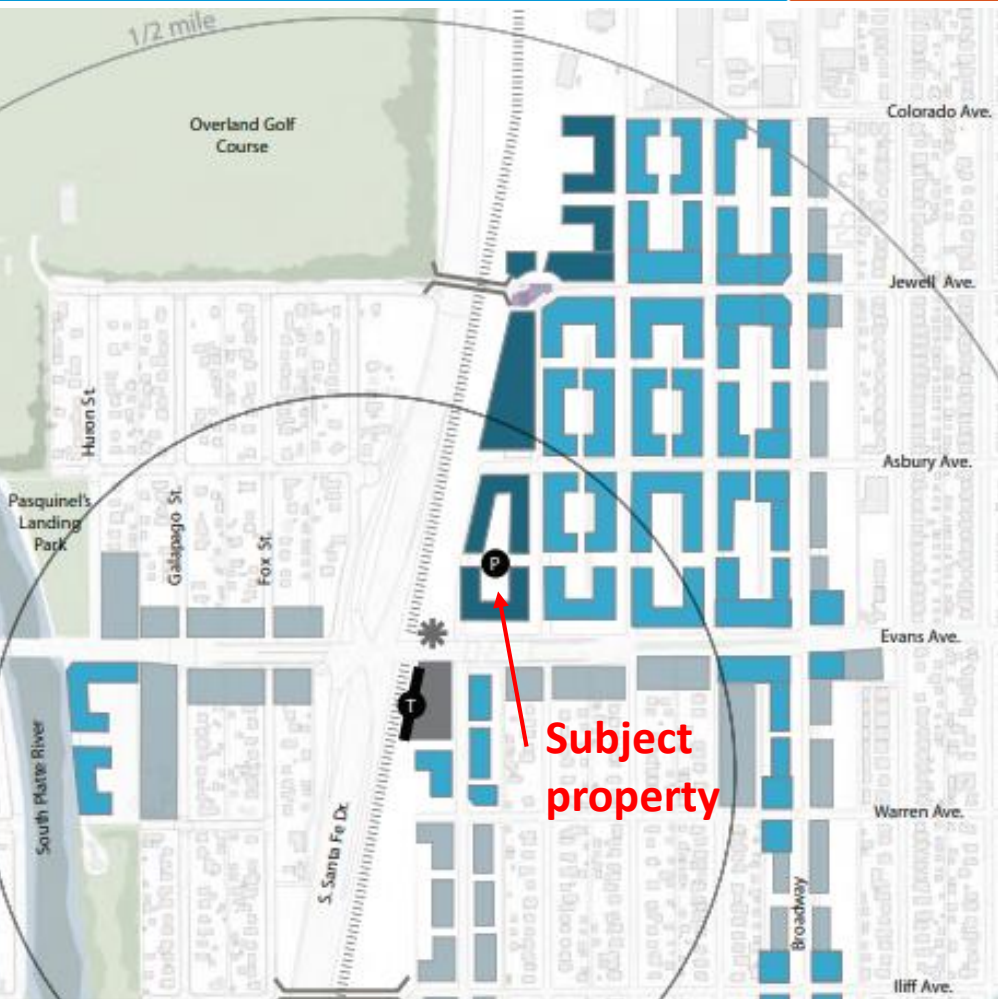 1/2 mile
Overland Golf
Course
Colorado Ave.
Jewell Ave.
Huron St.
Asbury Ave.
Pasquinel's
Landing
Park
Galapago St.
Fox St.
P
Evans Ave.
T
Subject
property
South Platte River
S. Santa Fe Dr.
Warren Ave.
Broadway
Iliff Ave.